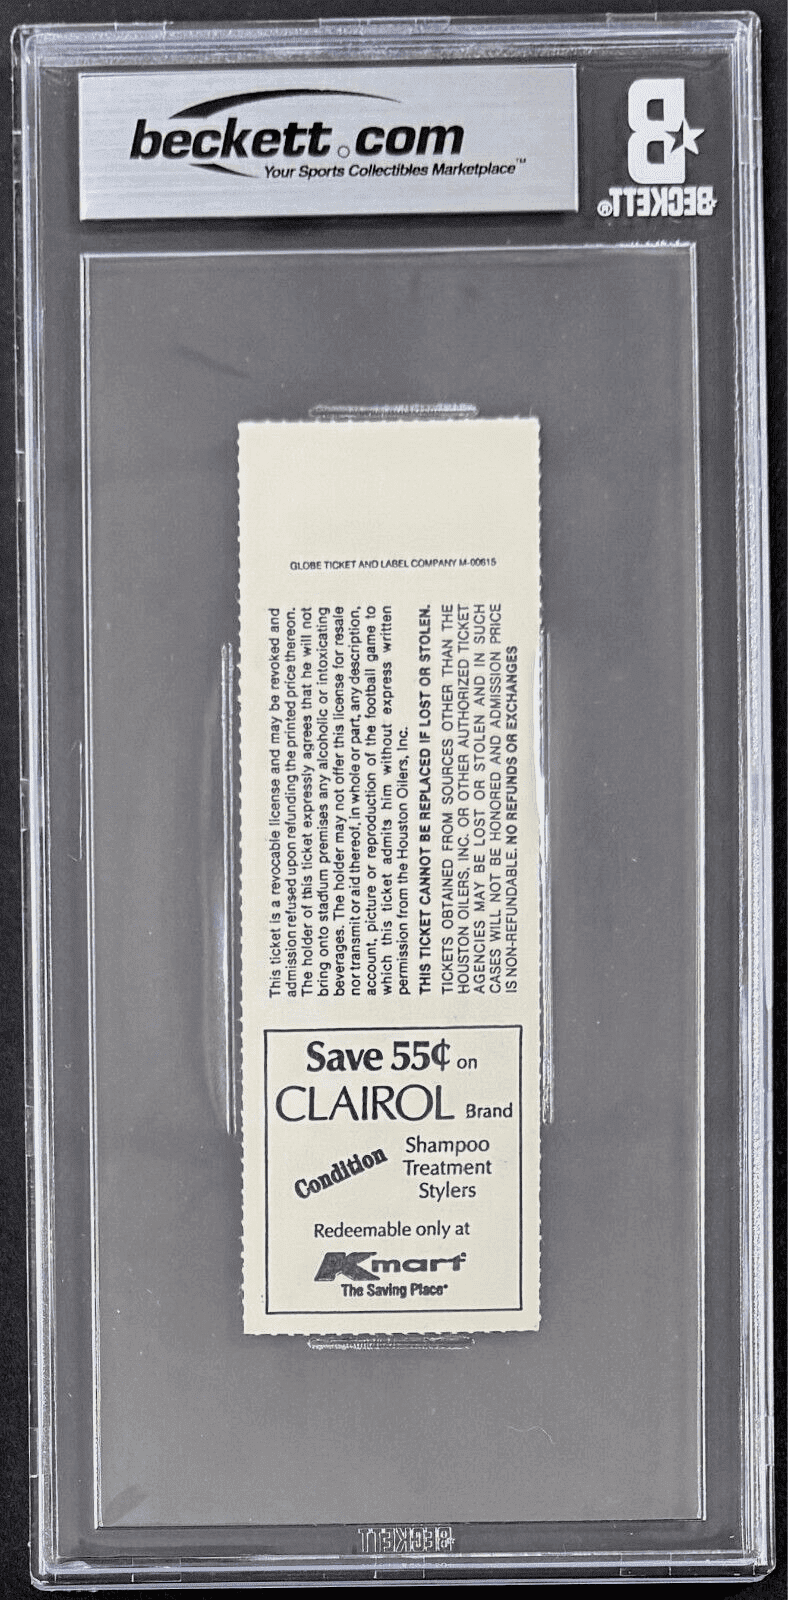 beckett.com
Your Sports Collectibles Marketplace™
B
BECKETT®
GLOBE TICKET AND LABEL COMPANY M-00615
This ticket is a revocable license and may be revoked and
admission refused upon refunding the printed price thereon.
The holder of this ticket expressly agrees that he will not
bring onto stadium premises any alcoholic or intoxicating
beverages. The holder may not offer this license for resale
nor transmit or aid thereof, in whole or part, any description,
account, picture or reproduction of the football game to
which this ticket admits him without express written
permission from the Houston Oilers, Inc.
THIS TICKET CANNOT BE REPLACED IF LOST OR STOLEN.
TICKETS OBTAINED FROM SOURCES OTHER THAN THE
HOUSTON OILERS, INC. OR OTHER AUTHORIZED TICKET
AGENCIES MAY BE LOST OR STOLEN AND IN SUCH
CASES WILL NOT BE HONORED AND ADMISSION PRICE
IS NON-REFUNDABLE. NO REFUNDS OR EXCHANGES
Save 55¢ on
CLAIROL Brand
Condition
Shampoo
Treatment
Stylers
Redeemable only at
Kmart
The Saving Place®
BECKETT